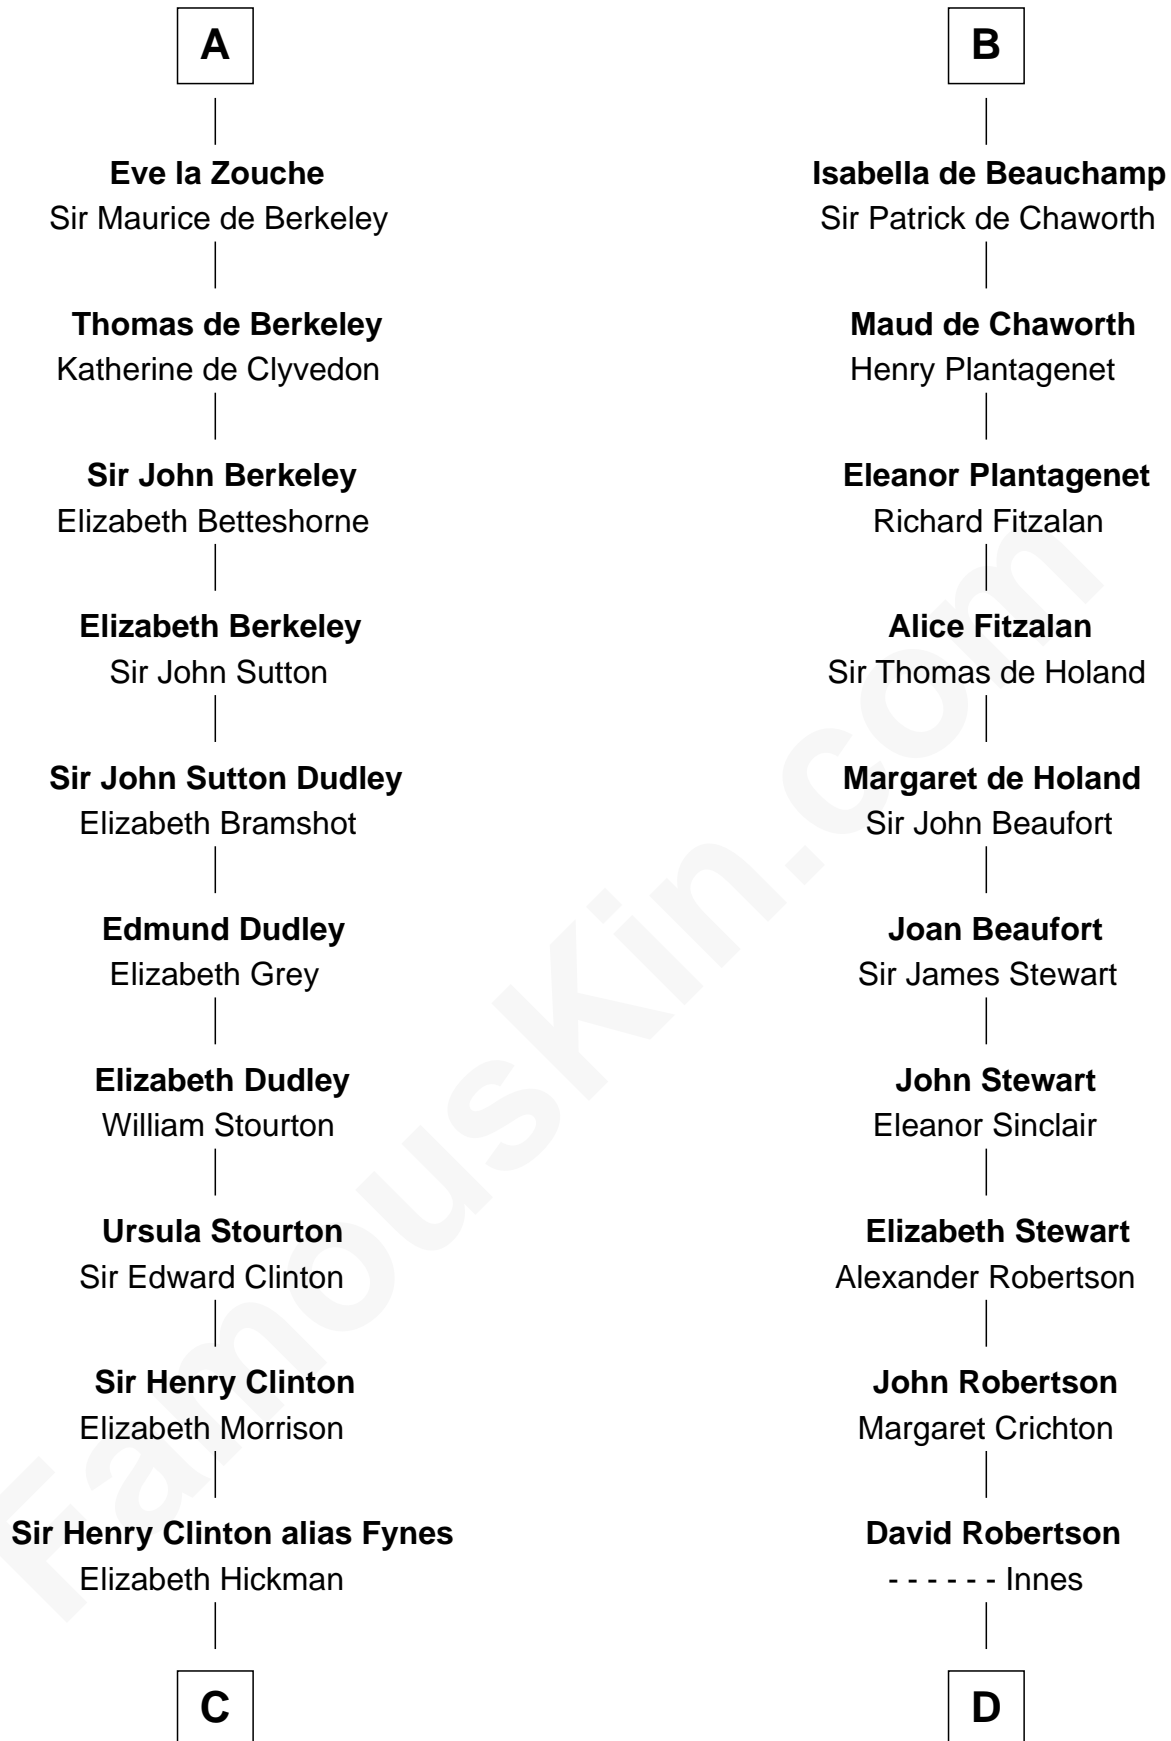 A
Eve la Zouche
Sir Maurice de Berkeley
Thomas de Berkeley
Katherine de Clyvedon
Sir John Berkeley
Elizabeth Betteshorne
Elizabeth Berkeley
Sir John Sutton
Sir John Sutton Dudley
Elizabeth Bramshot
Edmund Dudley
Elizabeth Grey
Elizabeth Dudley
William Stourton
Ursula Stourton
Sir Edward Clinton
Sir Henry Clinton
Elizabeth Morrison
Sir Henry Clinton alias Fynes
Elizabeth Hickman
C
B
Isabella de Beauchamp
Sir Patrick de Chaworth
Maud de Chaworth
Henry Plantagenet
Eleanor Plantagenet
Richard Fitzalan
Alice Fitzalan
Sir Thomas de Holand
Margaret de Holand
Sir John Beaufort
Joan Beaufort
Sir James Stewart
John Stewart
Eleanor Sinclair
Elizabeth Stewart
Alexander Robertson
John Robertson
Margaret Crichton
David Robertson
- - - - - - Innes
D
FamousKin.com